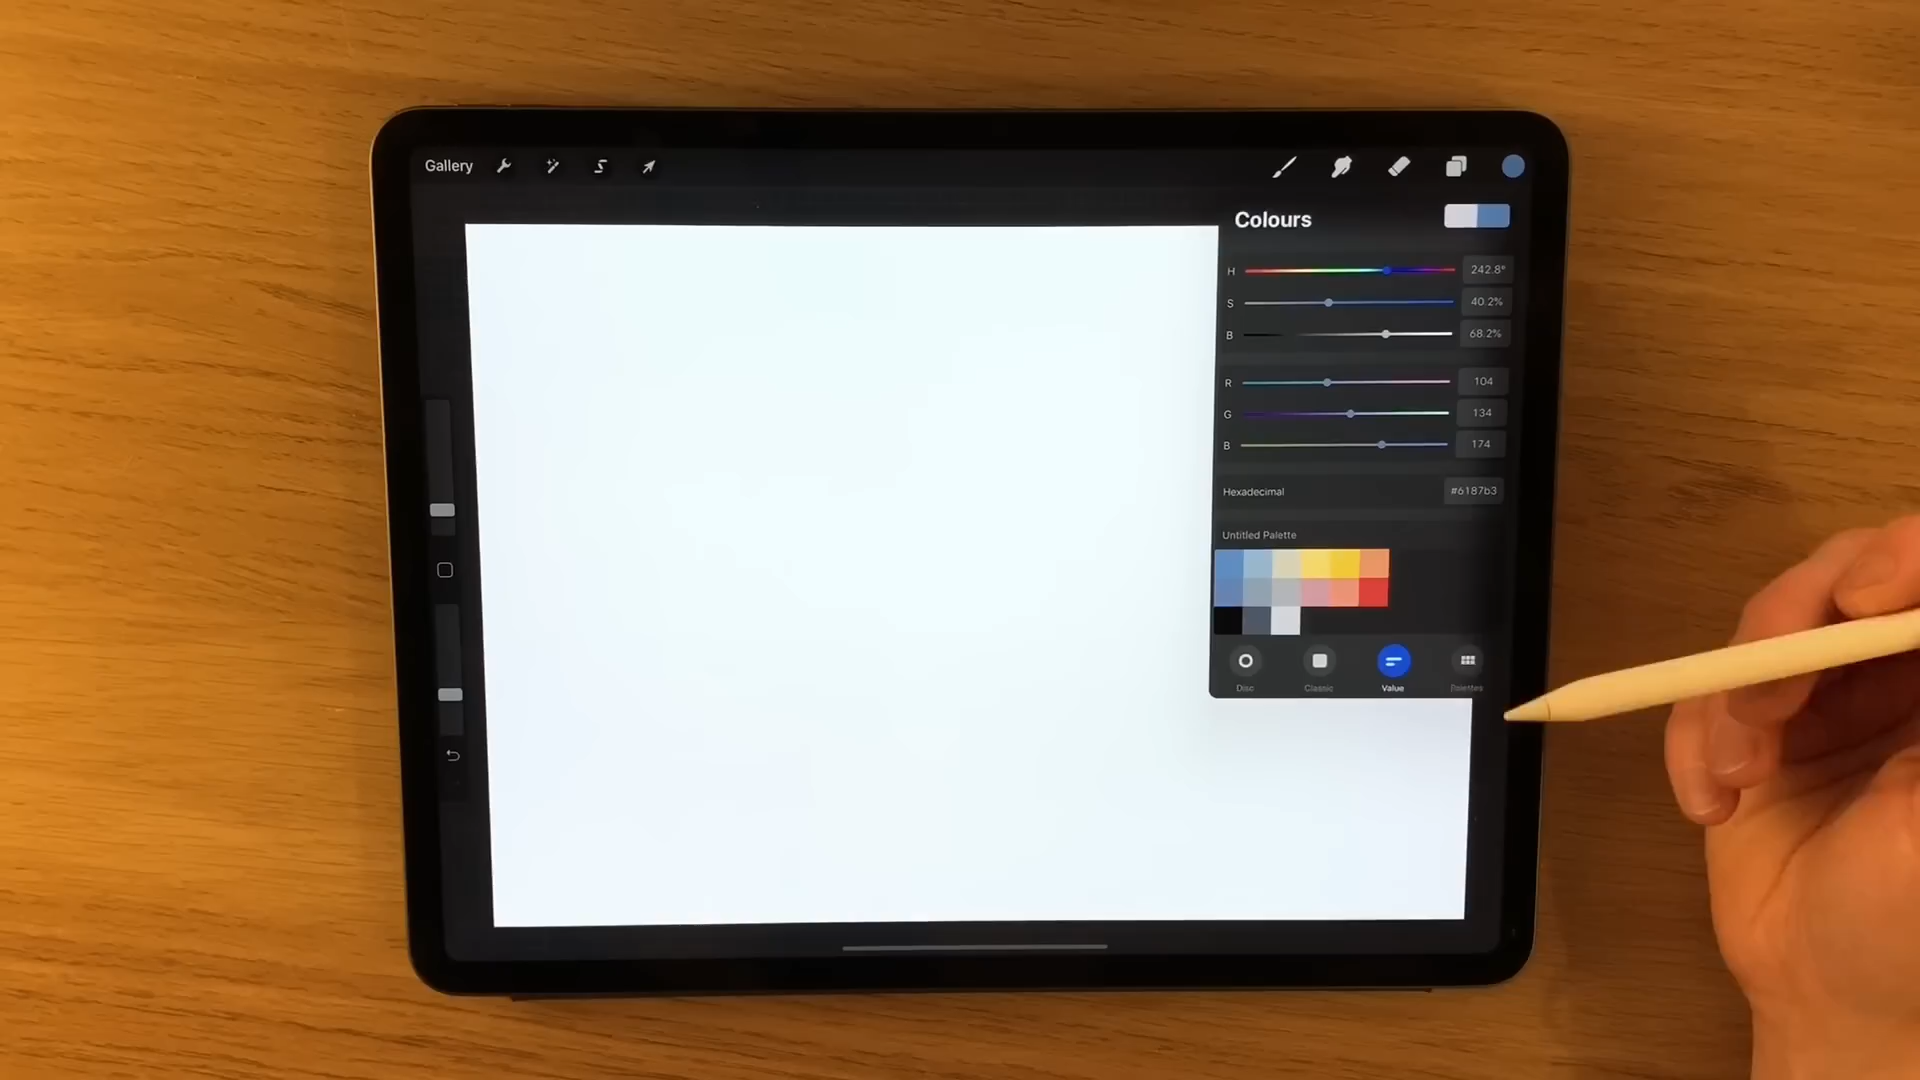 Gallery
Colours
H 242.8°
S 40.2%
B 68.2%
R 104
G 134
B 174
Hexadecimal #6187b3
Untitled Palette
Disc Classic Value Palettes